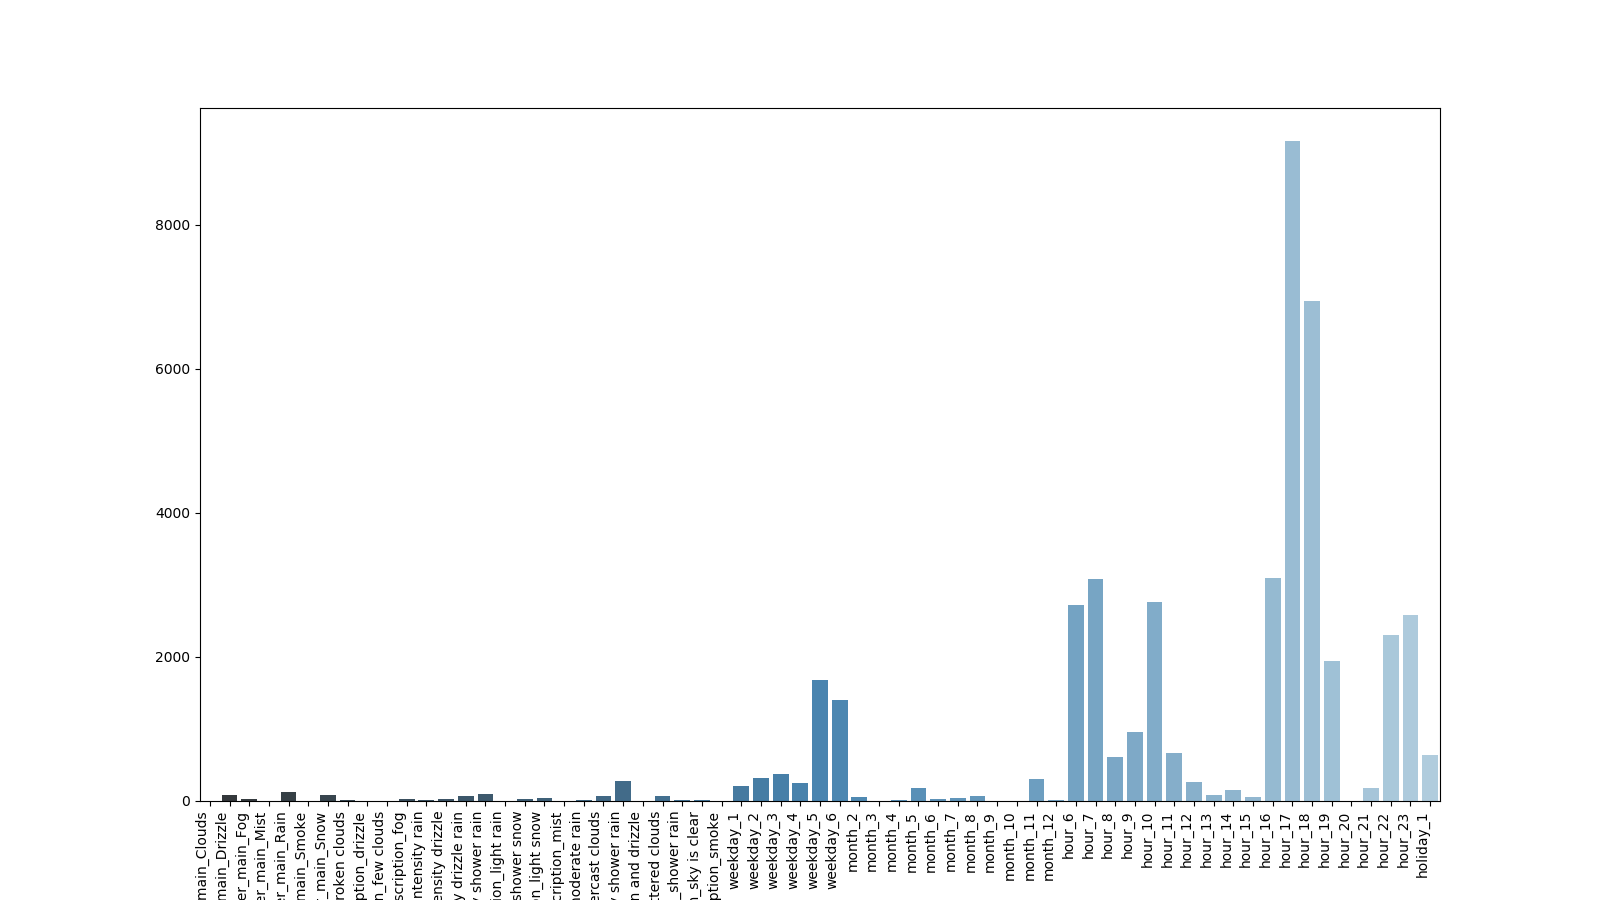 8000
6000
4000
2000
0
main_Clouds
main_Drizzle
er_main_Fog
er_main_Mist
er_main_Rain
main_Smoke
r_main_Snow
roken clouds
ption_drizzle
n_few clouds
scription_fog
ntensity rain
ensity drizzle
y drizzle rain
y shower rain
ion_light rain
shower snow
on_light snow
cription_mist
noderate rain
ercast clouds
y shower rain
n and drizzle
ttered clouds
_shower rain
n_sky is clear
ption_smoke
weekday_1
weekday_2
weekday_3
weekday_4
weekday_5
weekday_6
month_2
month_3
month_4
month_5
month_6
month_7
month_8
month_9
month_10
month_11
month_12
hour_6
hour_7
hour_8
hour_9
hour_10
hour_11
hour_12
hour_13
hour_14
hour_15
hour_16
hour_17
hour_18
hour_19
hour_20
hour_21
hour_22
hour_23
holiday_1